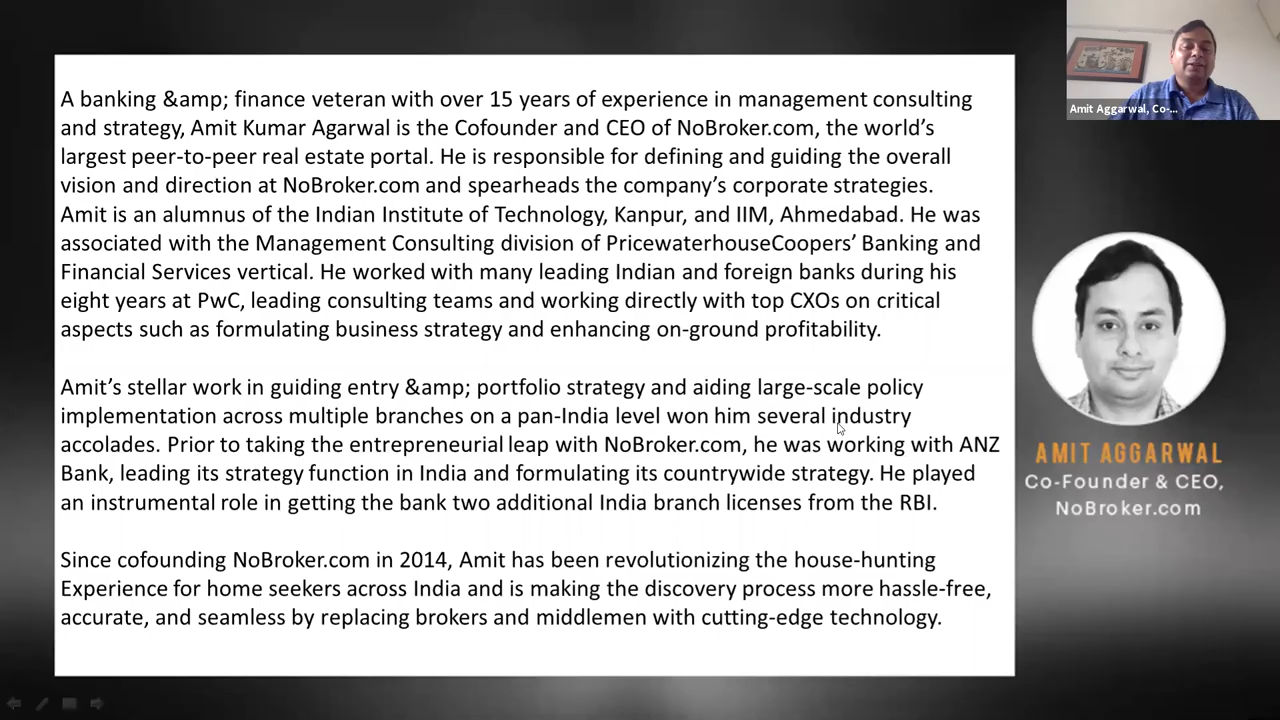 A banking &amp; finance veteran with over 15 years of experience in management consulting
and strategy, Amit Kumar Agarwal is the Cofounder and CEO of NoBroker.com, the world’s
largest peer-to-peer real estate portal. He is responsible for defining and guiding the overall
vision and direction at NoBroker.com and spearheads the company’s corporate strategies.
Amit is an alumnus of the Indian Institute of Technology, Kanpur, and IIM, Ahmedabad. He was
associated with the Management Consulting division of PricewaterhouseCoopers’ Banking and
Financial Services vertical. He worked with many leading Indian and foreign banks during his
eight years at PwC, leading consulting teams and working directly with top CXOs on critical
aspects such as formulating business strategy and enhancing on-ground profitability.
Amit’s stellar work in guiding entry &amp; portfolio strategy and aiding large-scale policy
implementation across multiple branches on a pan-India level won him several industry
accolades. Prior to taking the entrepreneurial leap with NoBroker.com, he was working with ANZ
Bank, leading its strategy function in India and formulating its countrywide strategy. He played
an instrumental role in getting the bank two additional India branch licenses from the RBI.
Since cofounding NoBroker.com in 2014, Amit has been revolutionizing the house-hunting
Experience for home seekers across India and is making the discovery process more hassle-free,
accurate, and seamless by replacing brokers and middlemen with cutting-edge technology.
Amit Aggarwal, Co-...
AMIT AGGARWAL
Co-Founder & CEO,
NoBroker.com